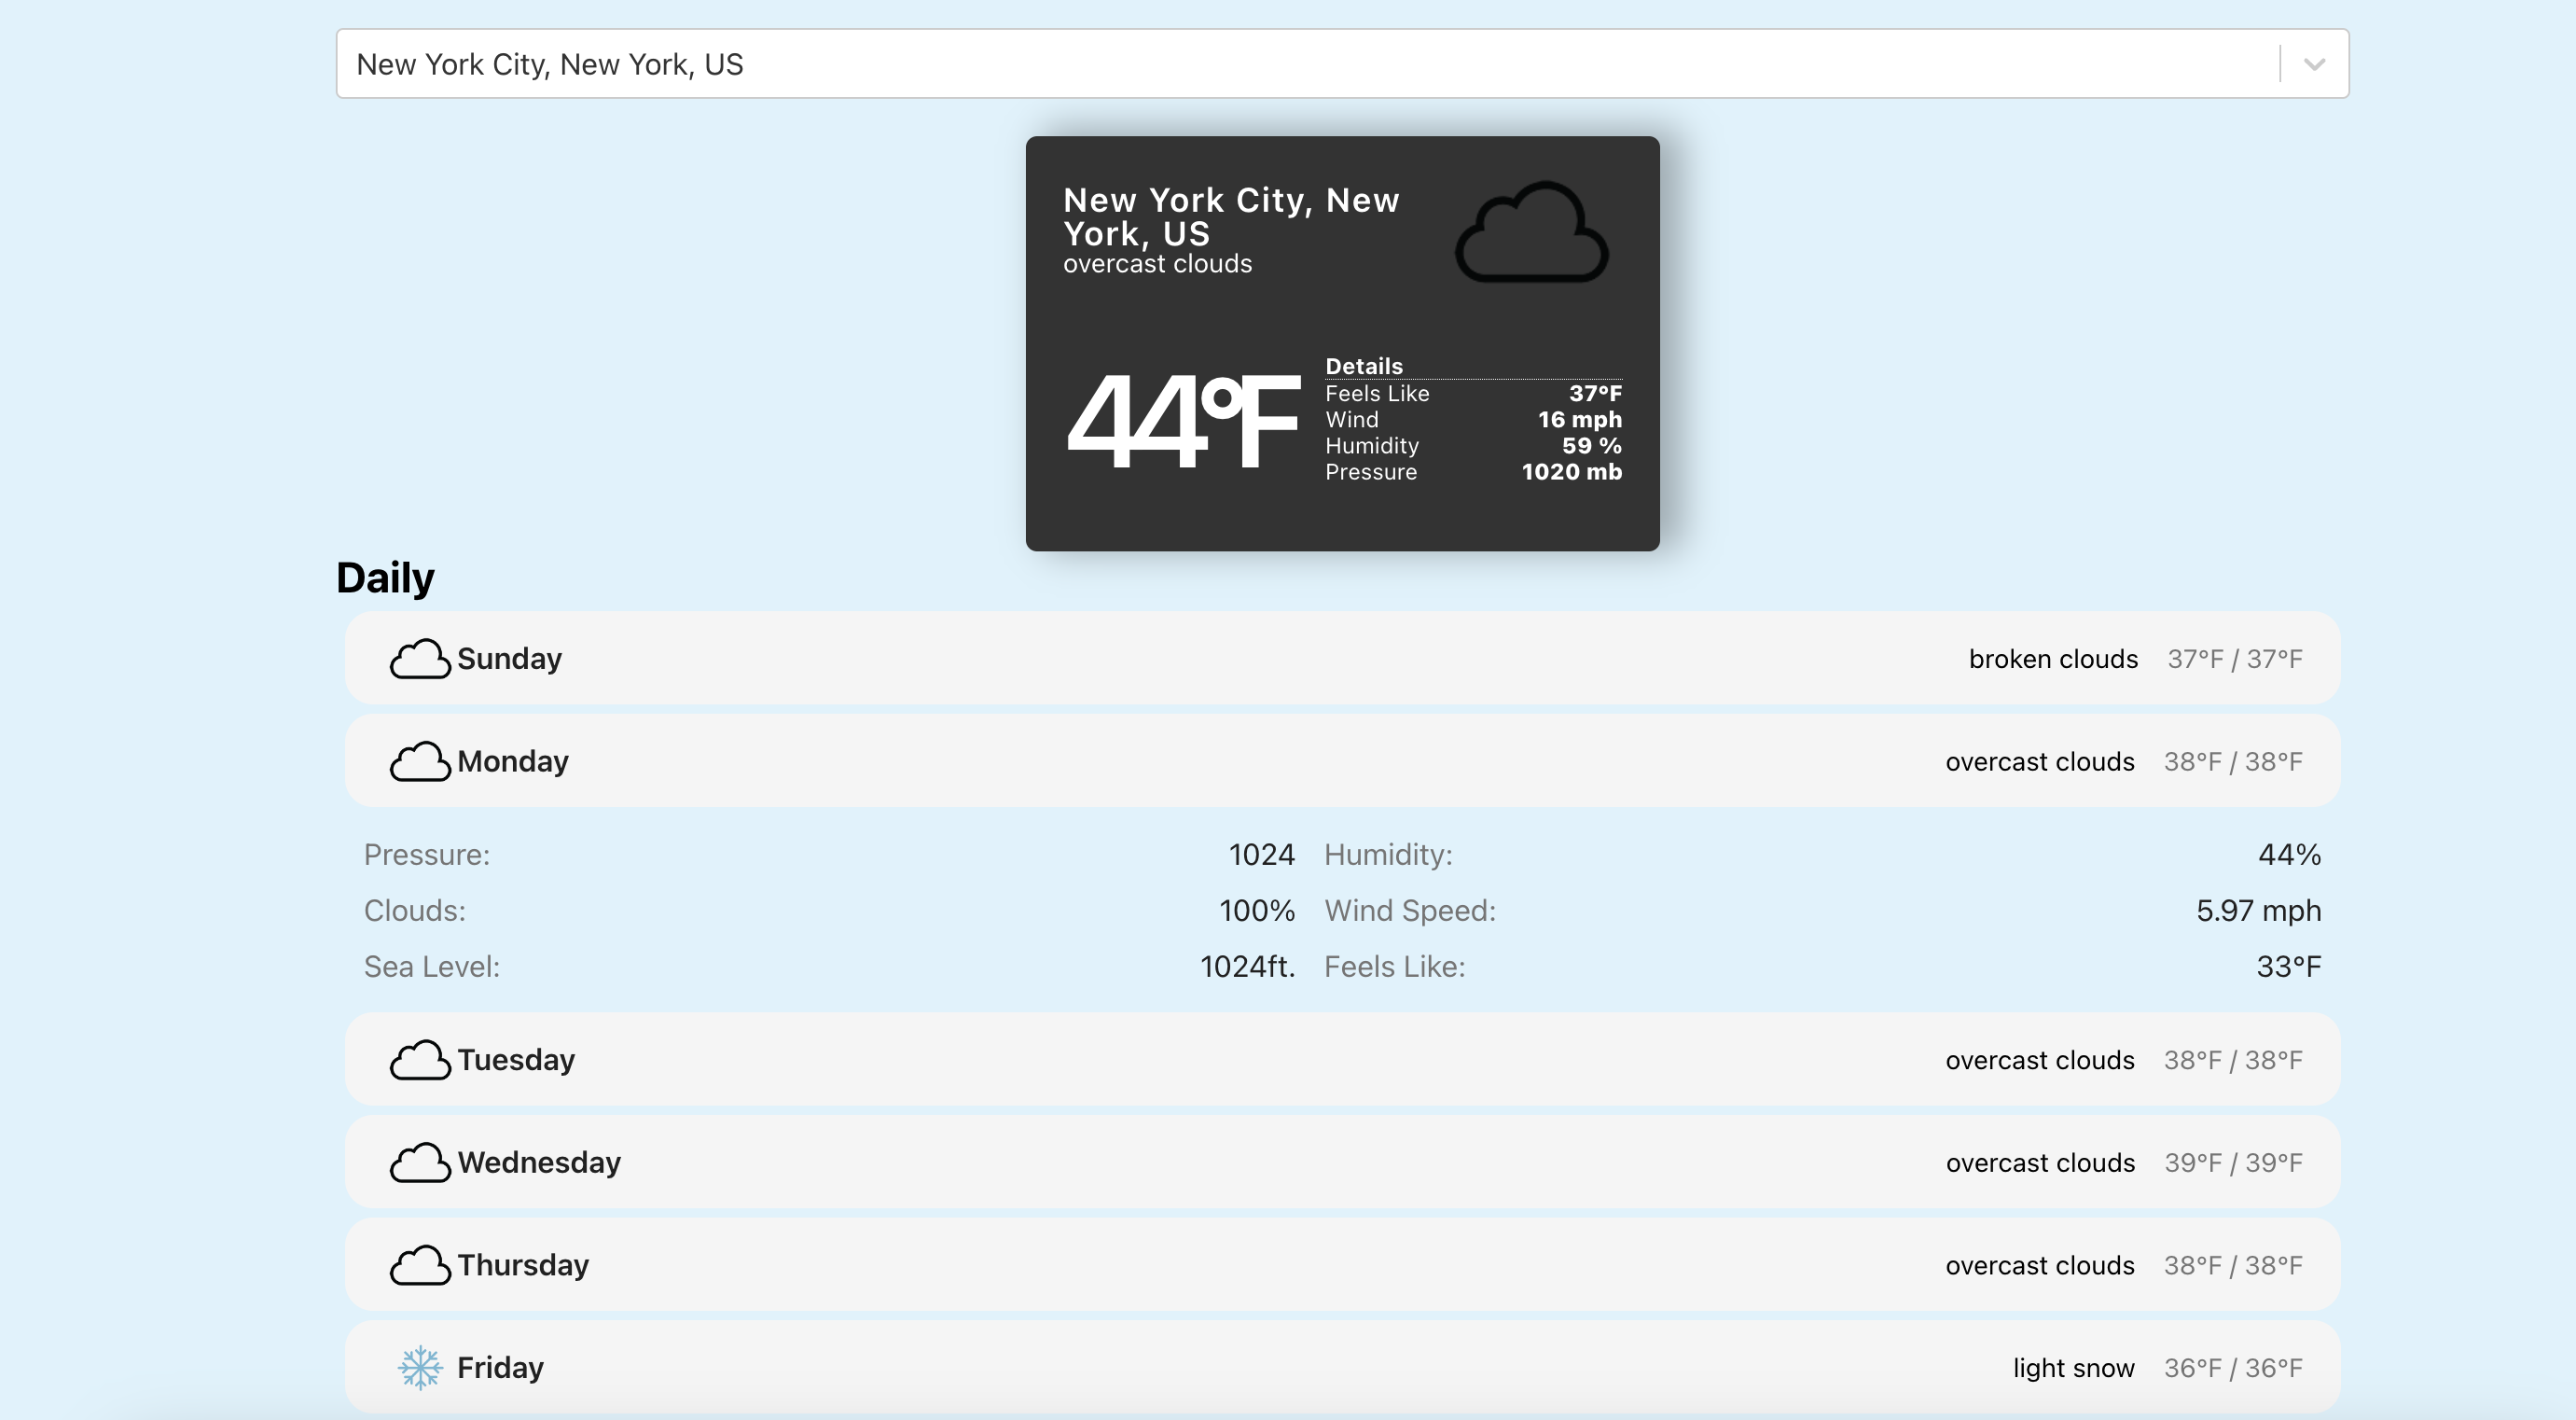 New York City, New York, US
New York City, New
York, US
overcast clouds
44°F
Details
Feels Like 37°F
Wind 16 mph
Humidity 59 %
Pressure 1020 mb
Daily
Sunday broken clouds 37°F / 37°F
Monday overcast clouds 38°F / 38°F
Pressure: 1024 Humidity: 44%
Clouds: 100% Wind Speed: 5.97 mph
Sea Level: 1024ft. Feels Like: 33°F
Tuesday overcast clouds 38°F / 38°F
Wednesday overcast clouds 39°F / 39°F
Thursday overcast clouds 38°F / 38°F
Friday light snow 36°F / 36°F